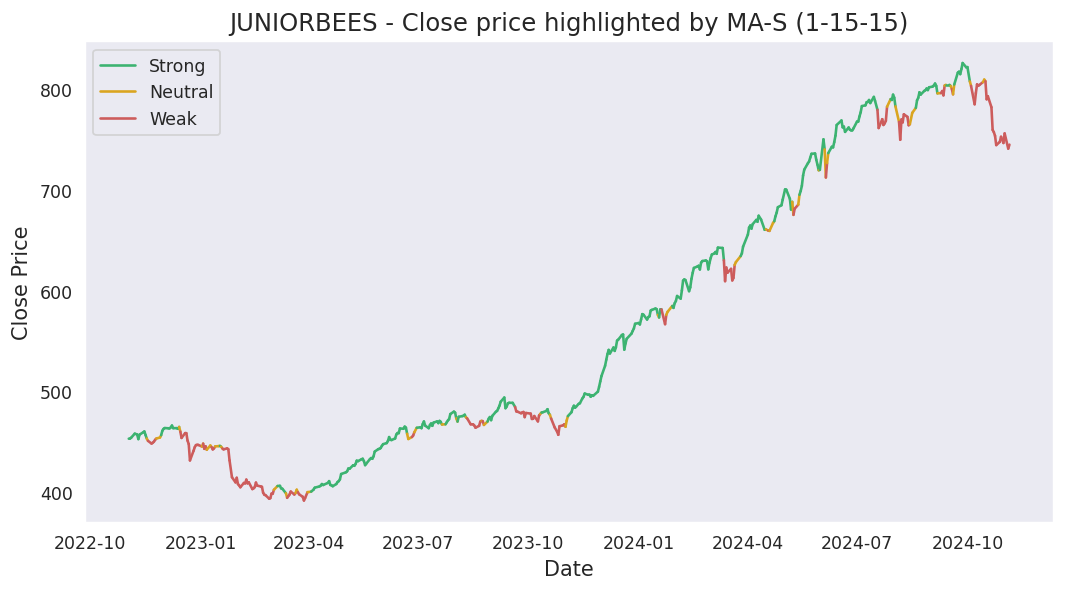 JUNIORBEES - Close price highlighted by MA-S (1-15-15)
Strong
Neutral
Weak
Close Price
800
700
600
500
400
2022-10 2023-01 2023-04 2023-07 2023-10 2024-01 2024-04 2024-07 2024-10
Date